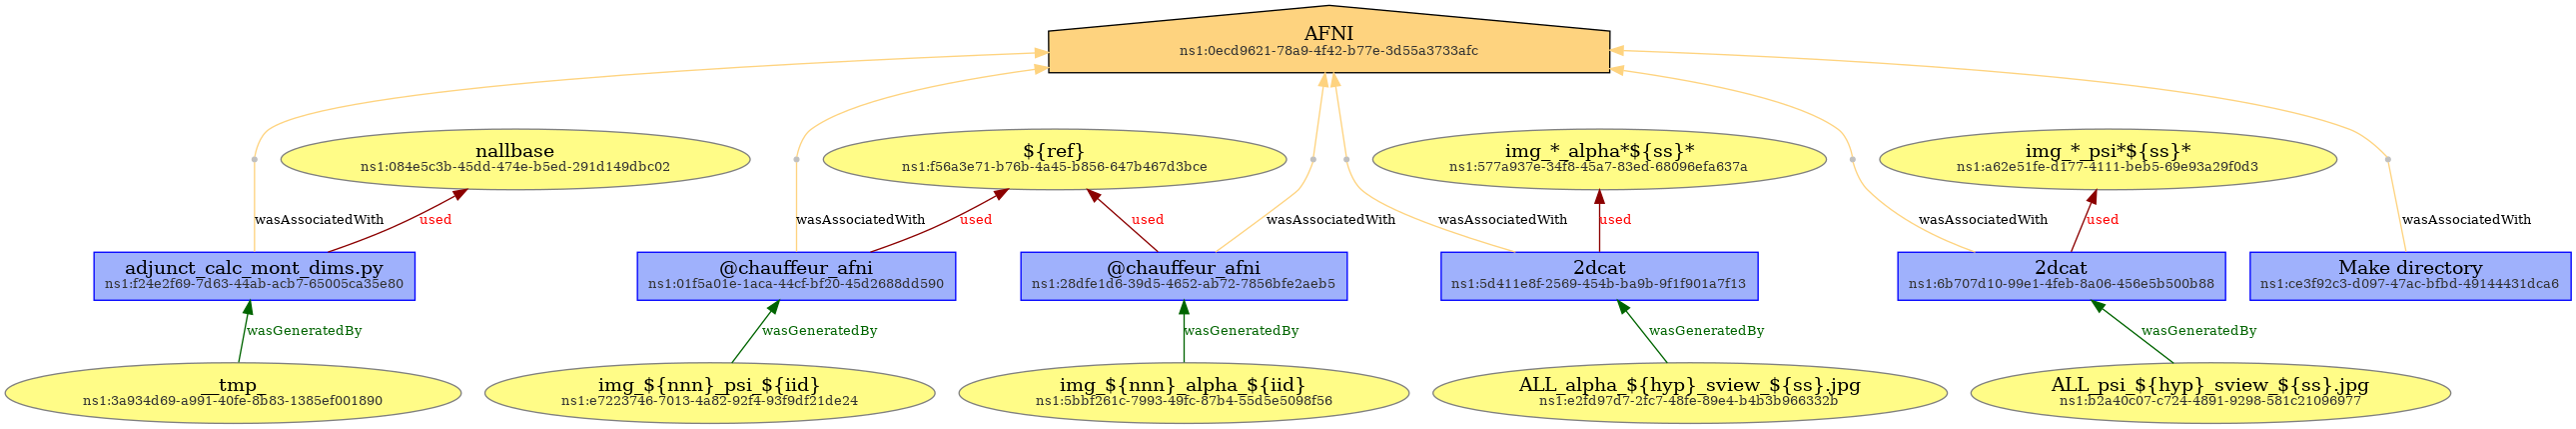 AFNI
ns1:0ecd9621-78a9-4f42-b77e-3d55a3733afc
nallbase
ns1:084e5c3b-45dd-474e-b5ed-291d149dbc02
${ref}
ns1:f56a3e71-b76b-4a45-b856-647b467d3bce
img_*_alpha*${ss}*
ns1:577a937e-34f8-45a7-83ed-68096efa637a
img_*_psi*${ss}*
ns1:a62e51fe-d177-4111-beb5-69e93a29f0d3
wasAssociatedWith
used
wasAssociatedWith
used
used
wasAssociatedWith
wasAssociatedWith
used
wasAssociatedWith
used
wasAssociatedWith
adjunct_calc_mont_dims.py
ns1:f24e2f69-7d63-44ab-acb7-65005ca35e80
@chauffeur_afni
ns1:01f5a01e-1aca-44cf-bf20-45d2688dd590
@chauffeur_afni
ns1:28dfe1d6-39d5-4652-ab72-7856bfe2aeb5
2dcat
ns1:5d411e8f-2569-454b-ba9b-9f1f901a7f13
2dcat
ns1:6b707d10-99e1-4feb-8a06-456e5b500b88
Make directory
ns1:ce3f92c3-d097-47ac-bfbd-49144431dca6
wasGeneratedBy
wasGeneratedBy
wasGeneratedBy
wasGeneratedBy
wasGeneratedBy
__tmp_
ns1:3a934d69-a991-40fe-8b83-1385ef001890
img_${nnn}_psi_${iid}
ns1:e7223746-7013-4a82-92f4-93f9df21de24
img_${nnn}_alpha_${iid}
ns1:5bbf261c-7993-49fc-87b4-55d5e5098f56
ALL_alpha_${hyp}_sview_${ss}.jpg
ns1:e2fd97d7-2fc7-48fe-89e4-b4b3b966332b
ALL_psi_${hyp}_sview_${ss}.jpg
ns1:b2a40c07-c724-4891-9298-581c21096977